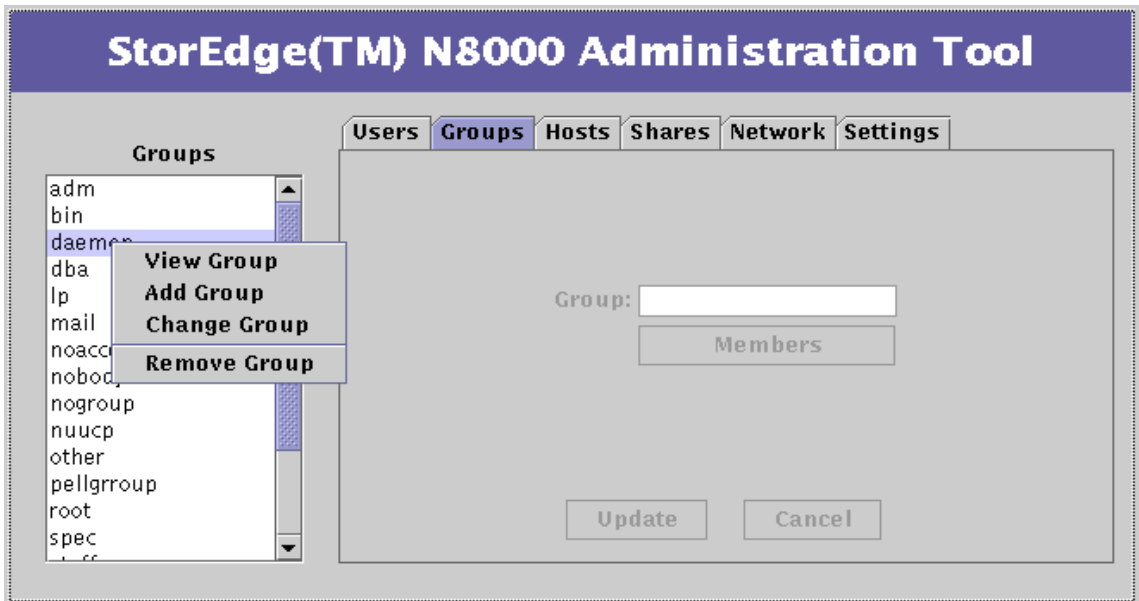 StorEdge(TM) N8000 Administration Tool
Users Groups Hosts Shares Network Settings
Groups
adm
bin
dba
lp
mail
nogroup
nuucp
other
pellgrroup
root
spec
View Group
Add Group
Change Group
Remove Group
Group:
Members
Update Cancel